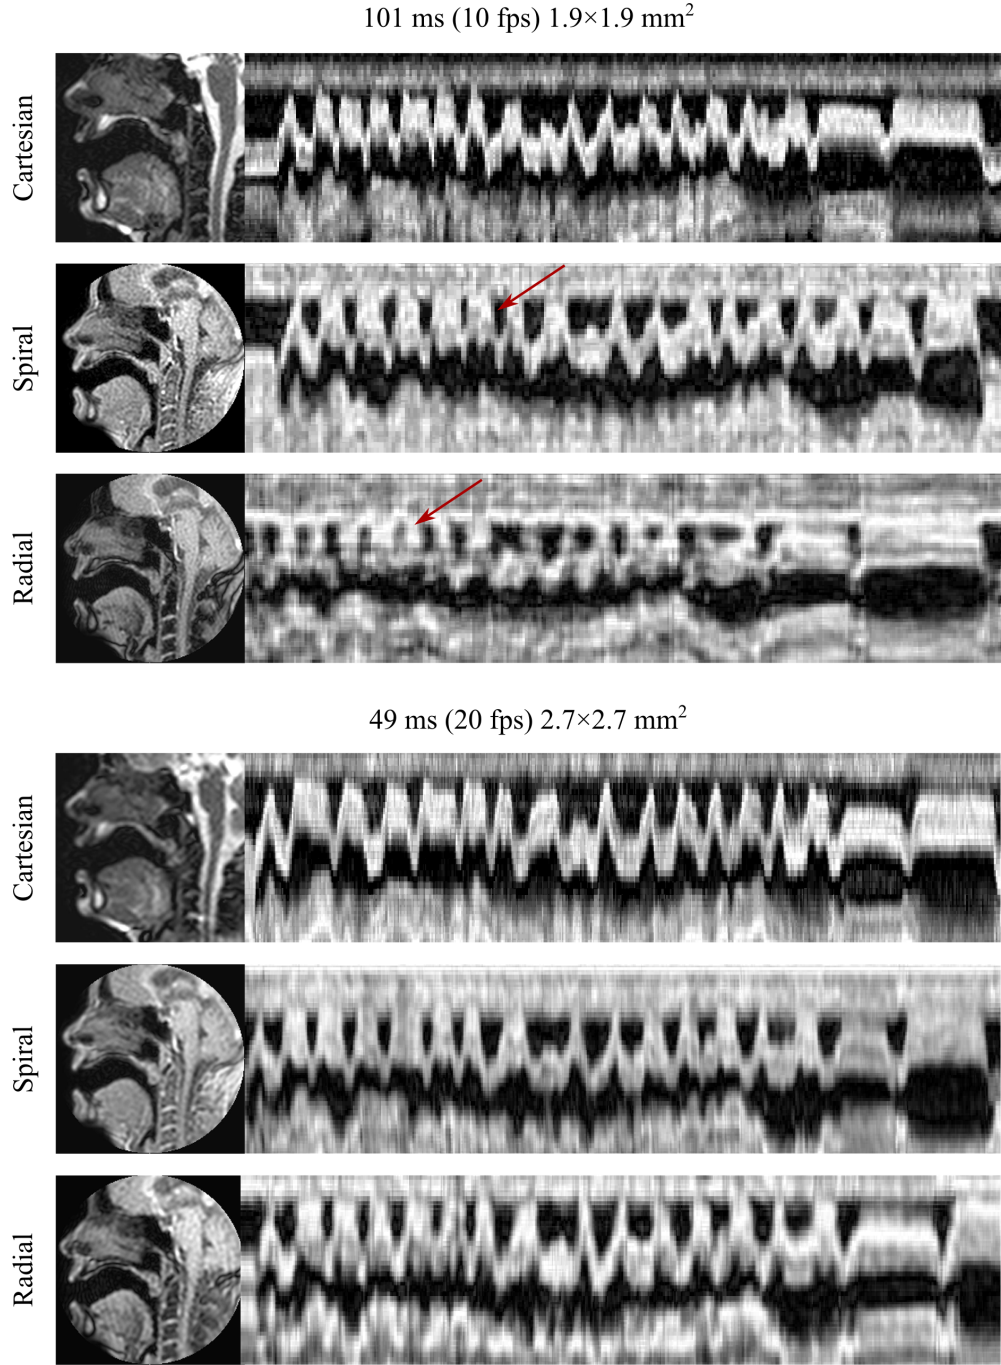 101 ms (10 fps) 1.9×1.9 mm²
Cartesian
Spiral
Radial
49 ms (20 fps) 2.7×2.7 mm²
Cartesian
Spiral
Radial